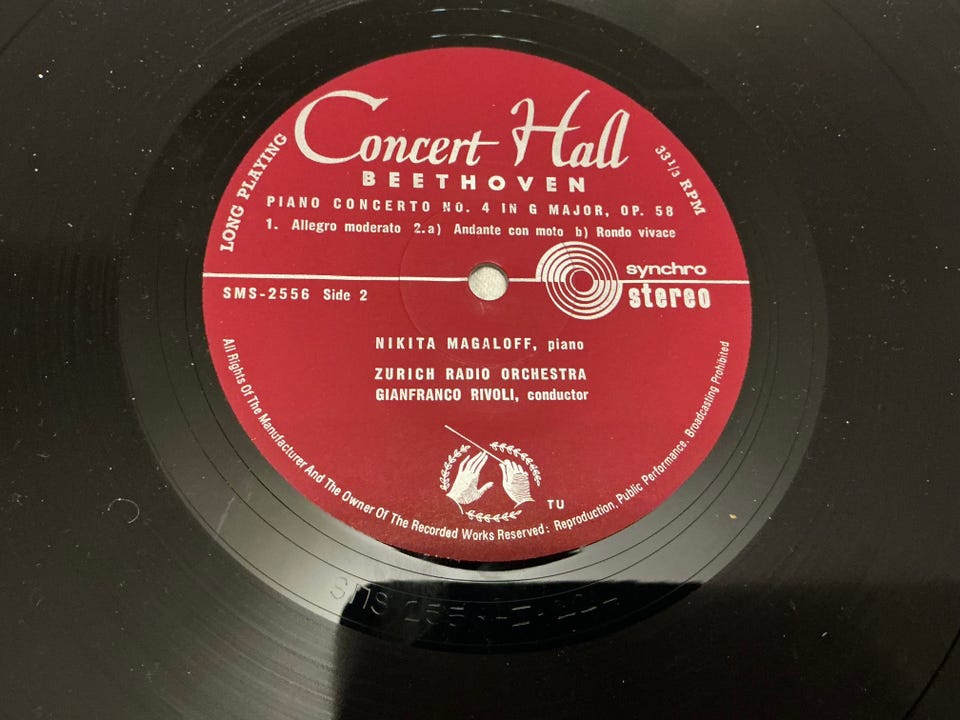 Concert Hall
LONG PLAYING
33 1/3 RPM
BEETHOVEN
PIANO CONCERTO NO. 4 IN G MAJOR, OP. 58
1. Allegro moderato 2.a) Andante con moto b) Rondo vivace
synchro
stereo
SMS-2556 Side 2
NIKITA MAGALOFF, piano
ZURICH RADIO ORCHESTRA
GIANFRANCO RIVOLI, conductor
TU
All Rights Of The Manufacturer And The Owner Of The Recorded Works Reserved: Reproduction, Public Performance, Broadcasting Prohibited
SMS